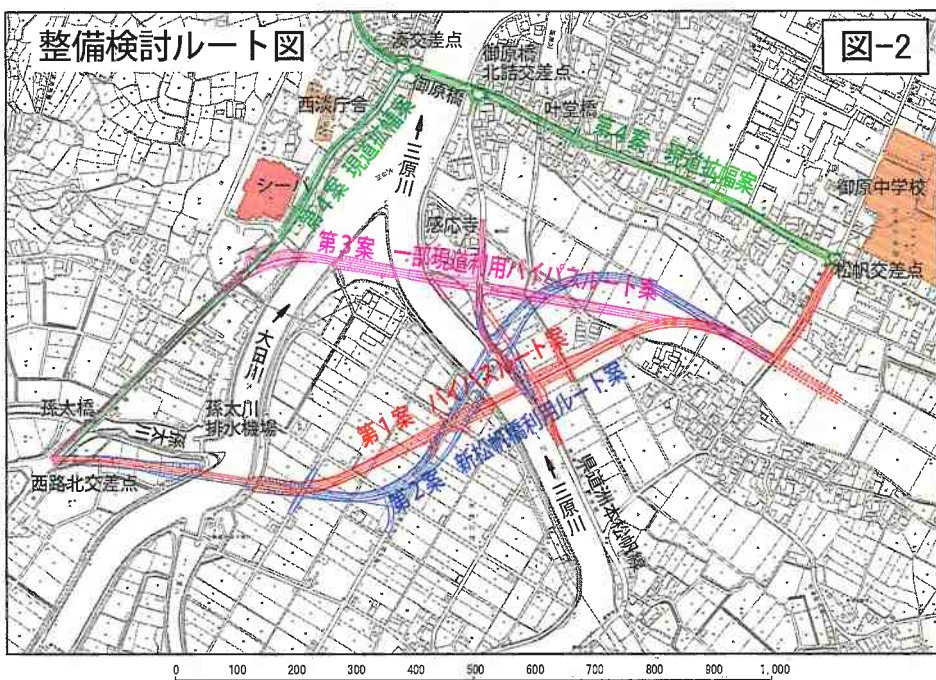 整備検討ルート図
図-2
湊交差点
御原橋
御原橋
北詰交差点
西淡庁舎
叶堂橋
第4案 現道拡幅案
第4案 現道拡幅案
三原川
シーパ
御原中学校
感応寺
第3案 一部現道利用バイパスルート案
松帆交差点
大日川
第1案 バイパスルート案
第2案 新松帆橋利用ルート案
孫太橋
孫太川
孫太川
排水機場
西路北交差点
三原川
県道洲本松帆線
0 100 200 300 400 500 600 700 800 900 1,000